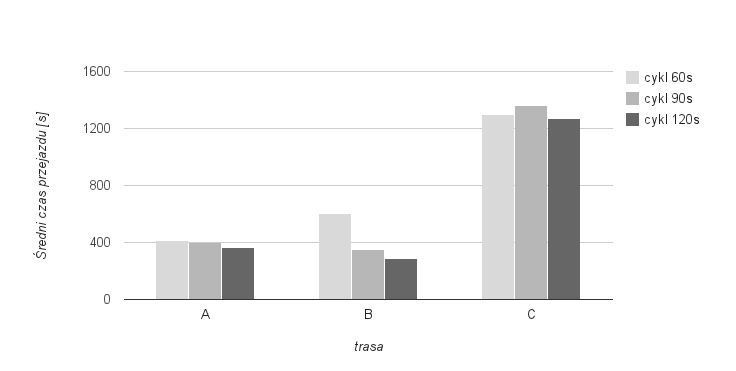 Średni czas przejazdu [s]
1600
1200
800
400
0
A
B
C
trasa
cykl 60s
cykl 90s
cykl 120s